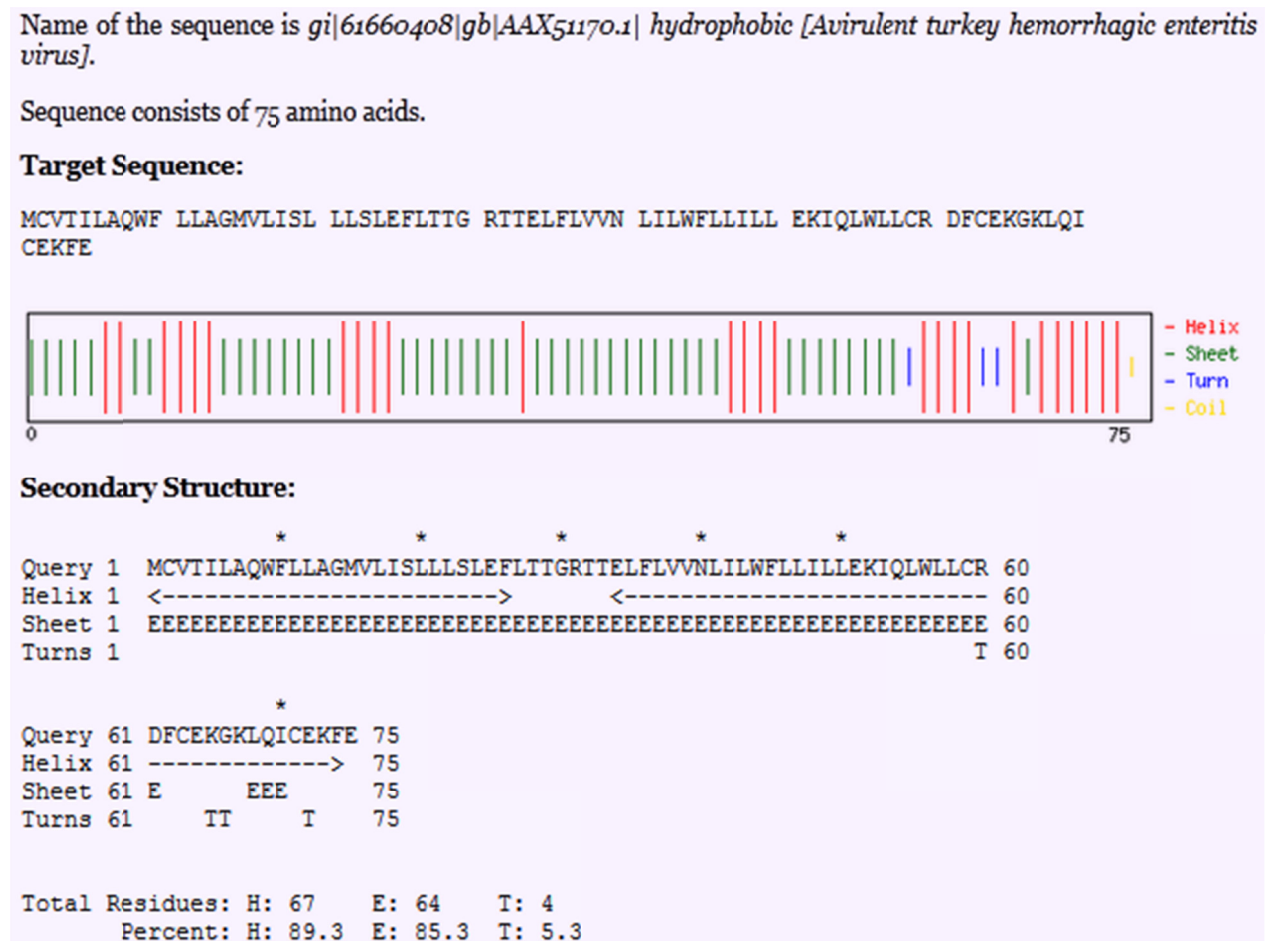 Name of the sequence is gi|61660408|gb|AAX51170.1| hydrophobic [Avirulent turkey hemorrhagic enteritis
virus].
Sequence consists of 75 amino acids.
Target Sequence:
MCVTILAQWF LLAGMVLISL LLSLEFLTTG RTTELFLVVN LILWFLLILL EKIQLWLLCR DFCEKGKLQI
CEKFE
- Helix
- Sheet
- Turn
- Coil
0 75
Secondary Structure:
* * * * *
Query 1 MCVTILAQWFLLAGMVLISLLLSLEFLTTGRTTELFLVVNLILWFLLILLEKIQLWLLCR 60
Helix 1 <------------------------> <-------------------------- 60
Sheet 1 EEEEEEEEEEEEEEEEEEEEEEEEEEEEEEEEEEEEEEEEEEEEEEEEEEEEEEEEEEEE 60
Turns 1 T 60
*
Query 61 DFCEKGKLQICEKFE 75
Helix 61 -------------> 75
Sheet 61 E EEE 75
Turns 61 TT T 75
Total Residues: H: 67 E: 64 T: 4
Percent: H: 89.3 E: 85.3 T: 5.3